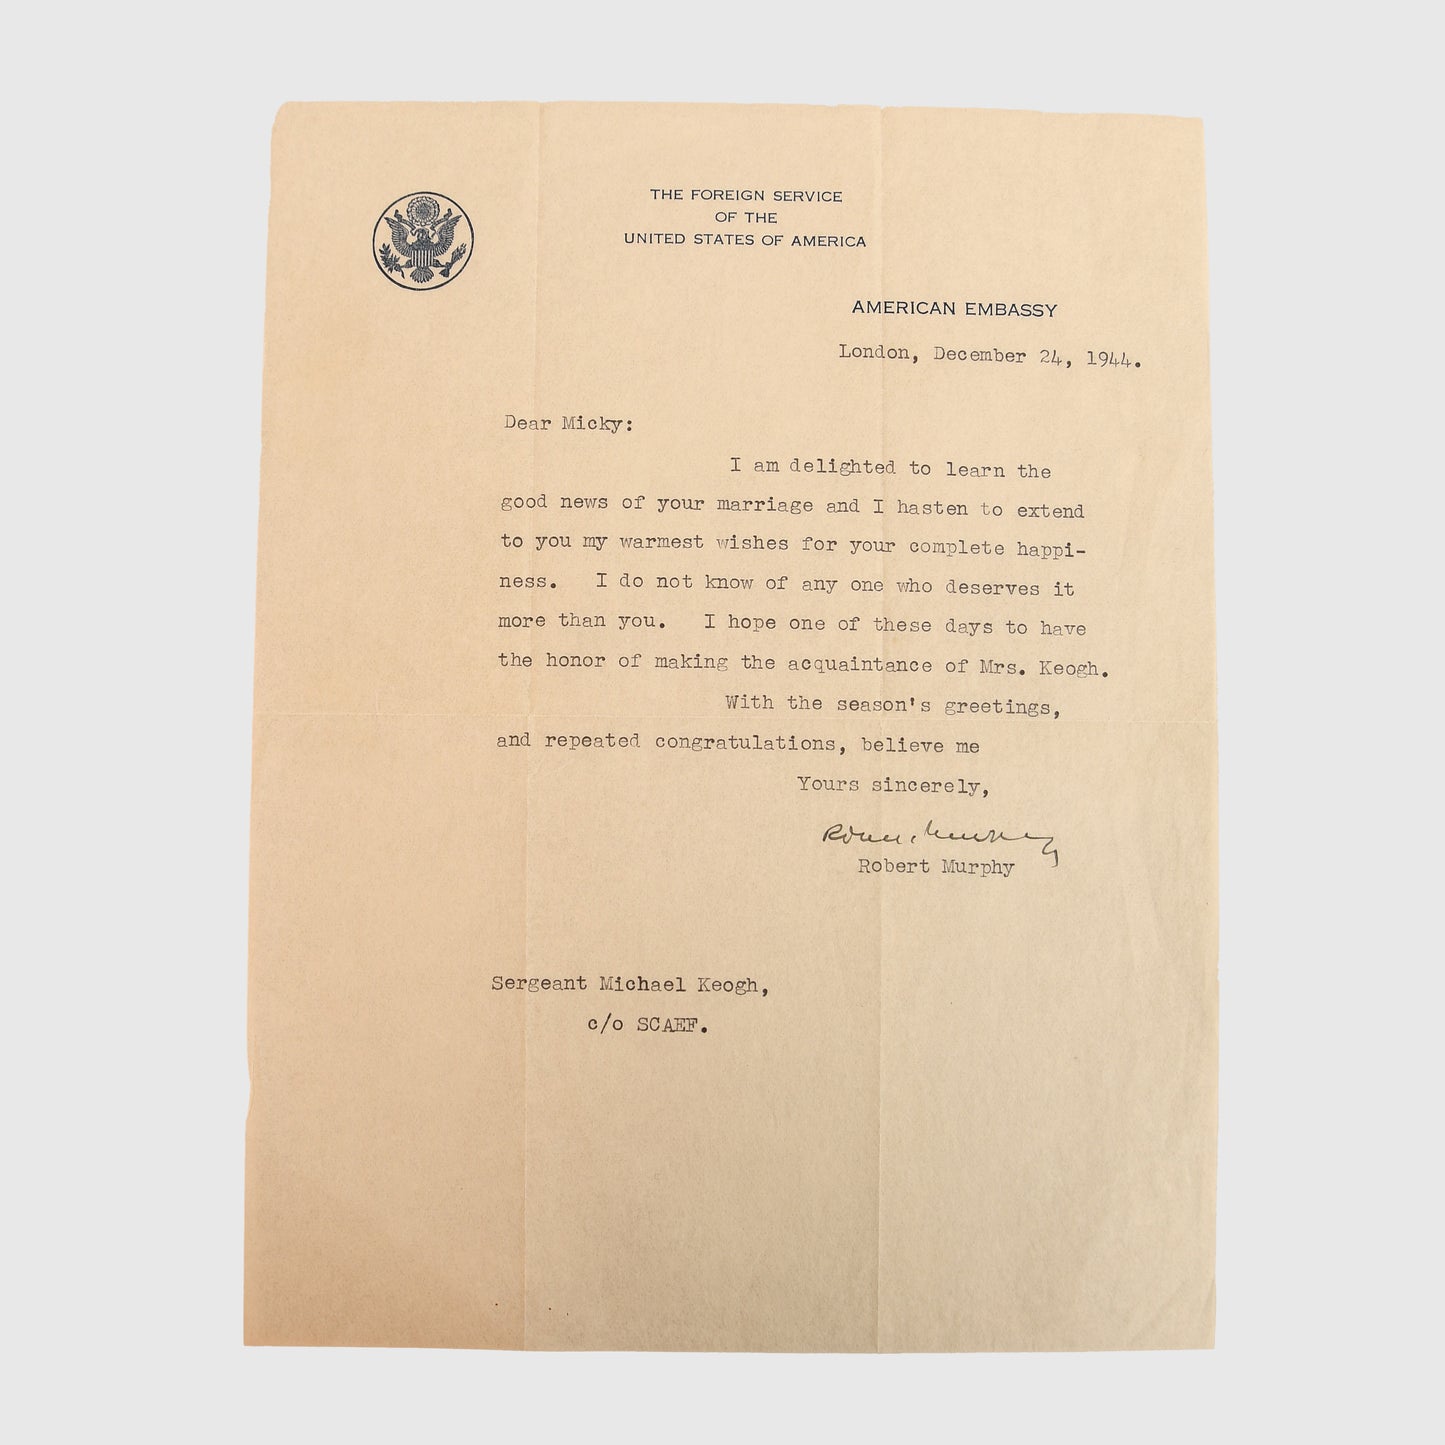 THE FOREIGN SERVICE
OF THE
UNITED STATES OF AMERICA
AMERICAN EMBASSY
London, December 24, 1944.
Dear Micky:
I am delighted to learn the
good news of your marriage and I hasten to extend
to you my warmest wishes for your complete happi-
ness. I do not know of any one who deserves it
more than you. I hope one of these days to have
the honor of making the acquaintance of Mrs. Keogh.
With the season's greetings,
and repeated congratulations, believe me
Yours sincerely,
Robert Murphy
Robert Murphy
Sergeant Michael Keogh,
c/o SCAEF.